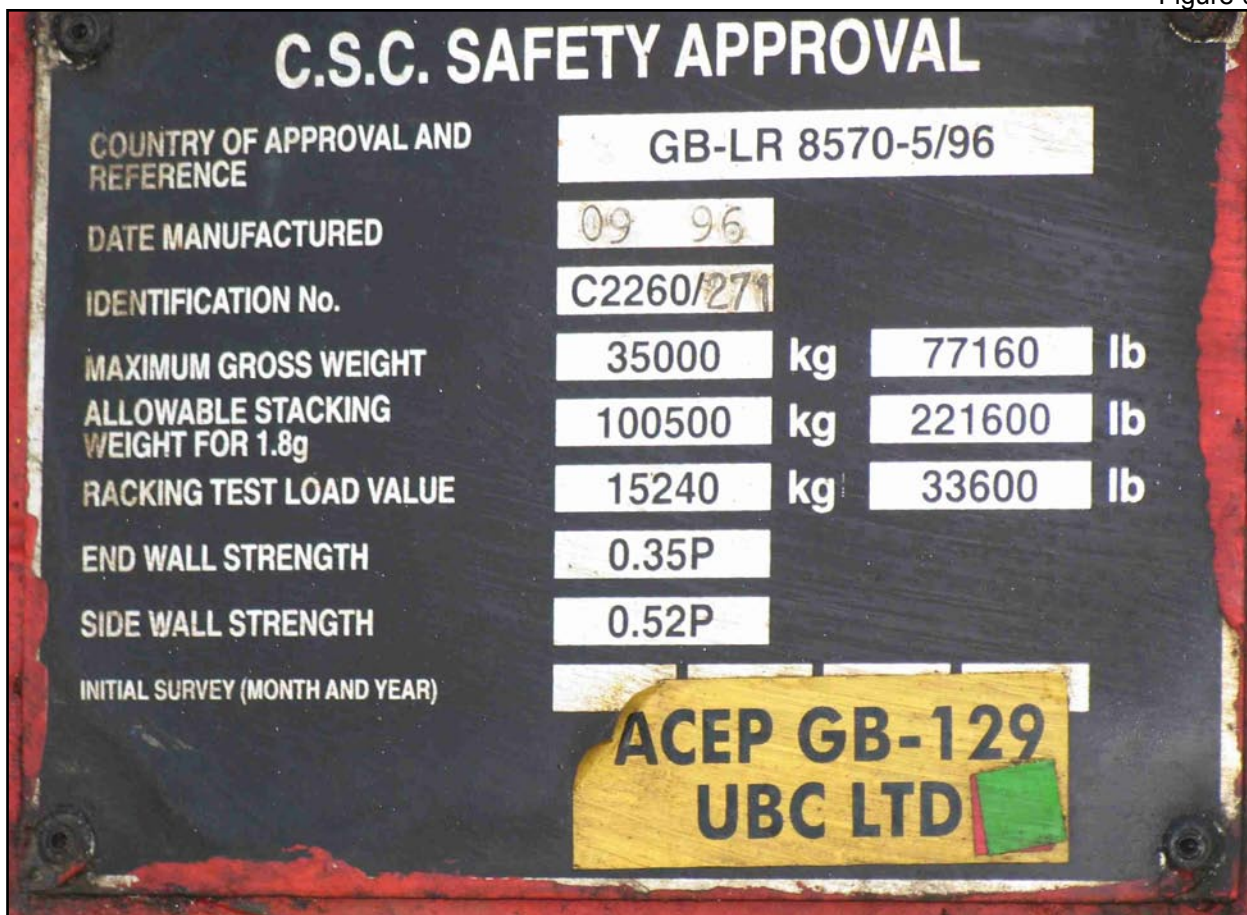 Figure
C.S.C. SAFETY APPROVAL
COUNTRY OF APPROVAL AND REFERENCE GB-LR 8570-5/96
DATE MANUFACTURED 09 96
IDENTIFICATION No. C2260/271
MAXIMUM GROSS WEIGHT 35000 kg 77160 lb
ALLOWABLE STACKING
WEIGHT FOR 1.8g 100500 kg 221600 lb
RACKING TEST LOAD VALUE 15240 kg 33600 lb
END WALL STRENGTH 0.35P
SIDE WALL STRENGTH 0.52P
INITIAL SURVEY (MONTH AND YEAR)
ACEP GB-129
UBC LTD